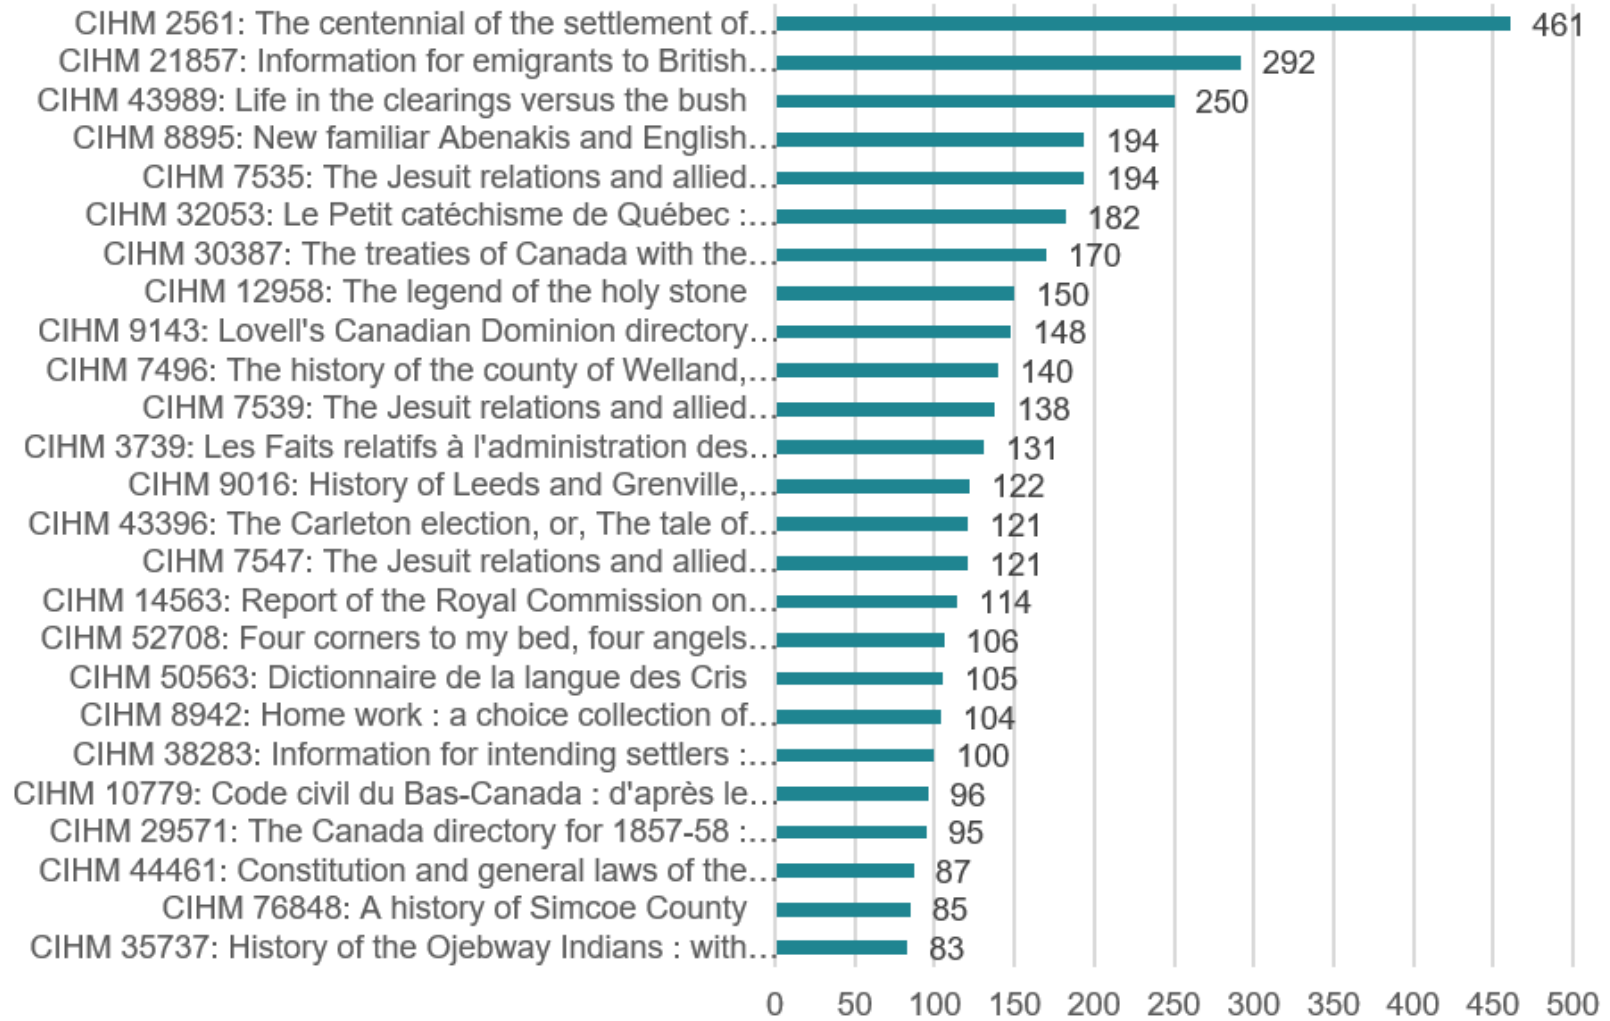 CIHM 2561: The centennial of the settlement of... 461
CIHM 21857: Information for emigrants to British... 292
CIHM 43989: Life in the clearings versus the bush 250
CIHM 8895: New familiar Abenakis and English... 194
CIHM 7535: The Jesuit relations and allied... 194
CIHM 32053: Le Petit catéchisme de Québec :... 182
CIHM 30387: The treaties of Canada with the... 170
CIHM 12958: The legend of the holy stone 150
CIHM 9143: Lovell's Canadian Dominion directory... 148
CIHM 7496: The history of the county of Welland,... 140
CIHM 7539: The Jesuit relations and allied... 138
CIHM 3739: Les Faits relatifs à l'administration des... 131
CIHM 9016: History of Leeds and Grenville,... 122
CIHM 43396: The Carleton election, or, The tale of... 121
CIHM 7547: The Jesuit relations and allied... 121
CIHM 14563: Report of the Royal Commission on... 114
CIHM 52708: Four corners to my bed, four angels... 106
CIHM 50563: Dictionnaire de la langue des Cris 105
CIHM 8942: Home work : a choice collection of... 104
CIHM 38283: Information for intending settlers :... 100
CIHM 10779: Code civil du Bas-Canada : d'après le... 96
CIHM 29571: The Canada directory for 1857-58 :... 95
CIHM 44461: Constitution and general laws of the... 87
CIHM 76848: A history of Simcoe County 85
CIHM 35737: History of the Ojebway Indians : with... 83
0 50 100 150 200 250 300 350 400 450 500